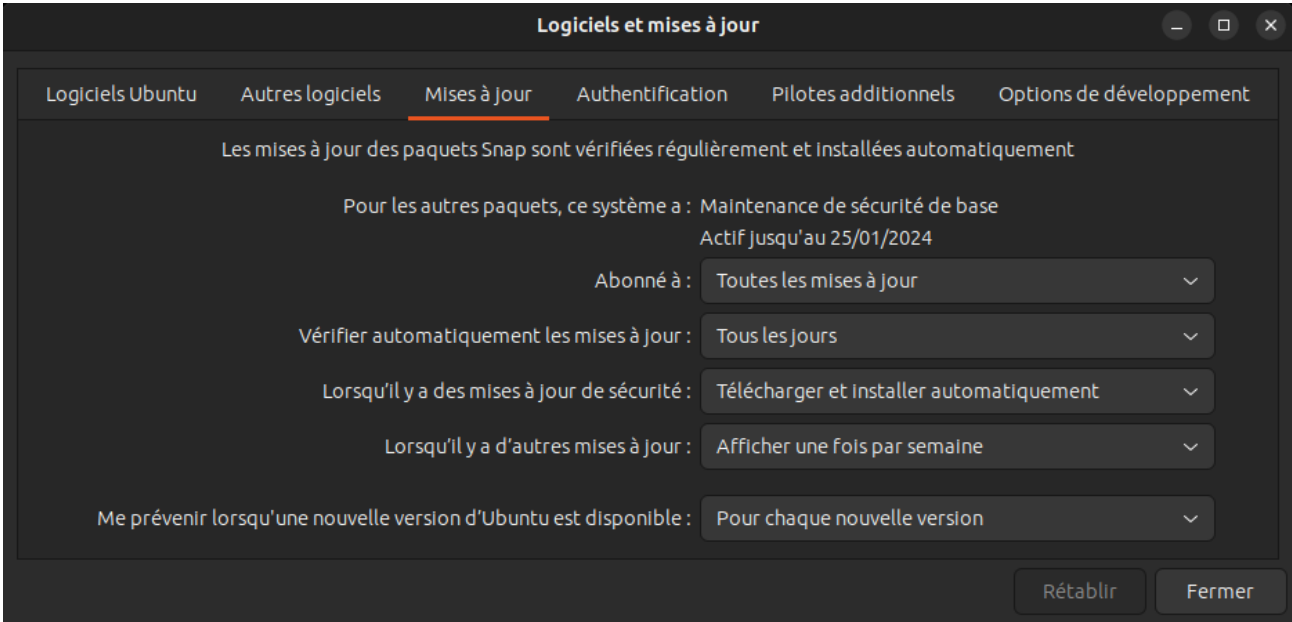 Logiciels et mises à jour
Logiciels Ubuntu Autres logiciels Mises à jour Authentification Pilotes additionnels Options de développement
Les mises à jour des paquets Snap sont vérifiées régulièrement et installées automatiquement
Pour les autres paquets, ce système a : Maintenance de sécurité de base
Actif jusqu'au 25/01/2024
Abonné à : Toutes les mises à jour
Vérifier automatiquement les mises à jour : Tous les jours
Lorsqu’il y a des mises à jour de sécurité : Télécharger et installer automatiquement
Lorsqu’il y a d’autres mises à jour : Afficher une fois par semaine
Me prévenir lorsqu'une nouvelle version d’Ubuntu est disponible : Pour chaque nouvelle version
Rétablir Fermer